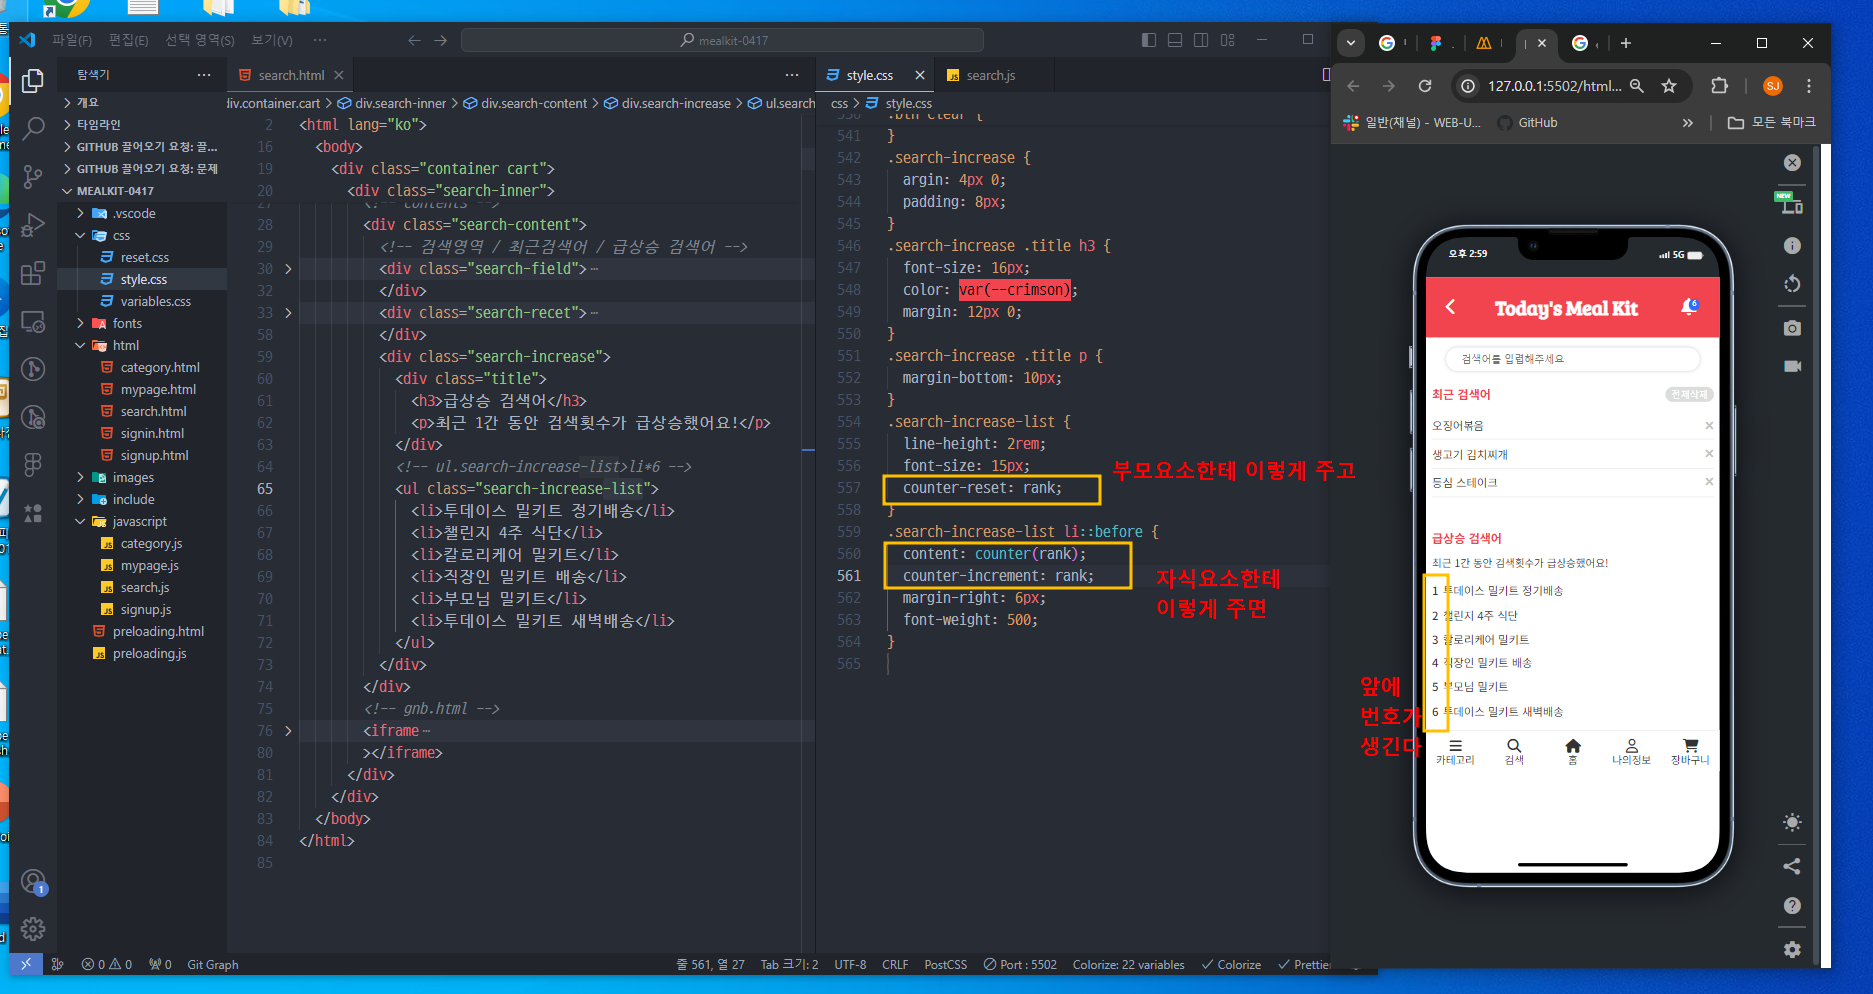 파일(F) 편집(E) 선택 영역(S) 보기(V) ···
mealkit-0417
탐색기
개요
타임라인
GITHUB 끌어오기 요청: 끌...
GITHUB 끌어오기 요청: 문제
MEALKIT-0417
.vscode
css
reset.css
style.css
variables.css
fonts
html
category.html
mypage.html
search.html
signin.html
signup.html
images
include
javascript
category.js
mypage.js
search.js
signup.js
preloading.html
preloading.js
search.html
div.container.cart > div.search-inner > div.search-content > div.search-increase > ul.search
2 <html lang="ko">
16 <body>
19 <div class="container cart">
20 <div class="search-inner">
27 <!-- contents -->
28 <div class="search-content">
29 <!-- 검색영역 / 최근검색어 / 급상승 검색어 -->
30 <div class="search-field">···
32 </div>
33 <div class="search-recet">···
58 </div>
59 <div class="search-increase">
60 <div class="title">
61 <h3>급상승 검색어</h3>
62 <p>최근 1간 동안 검색횟수가 급상승했어요!</p>
63 </div>
64 <!-- ul.search-increase-list>li*6 -->
65 <ul class="search-increase-list">
66 <li>투데이스 밀키트 정기배송</li>
67 <li>챌린지 4주 식단</li>
68 <li>칼로리케어 밀키트</li>
69 <li>직장인 밀키트 배송</li>
70 <li>부모님 밀키트</li>
71 <li>투데이스 밀키트 새벽배송</li>
72 </ul>
73 </div>
74 </div>
75 <!-- gnb.html -->
76 <iframe···
80 ></iframe>
81 </div>
82 </div>
83 </body>
84 </html>
85
style.css
search.js
css > style.css
530 .btn-clear {
541 }
542 .search-increase {
543 argin: 4px 0;
544 padding: 8px;
545 }
546 .search-increase .title h3 {
547 font-size: 16px;
548 color: var(--crimson);
549 margin: 12px 0;
550 }
551 .search-increase .title p {
552 margin-bottom: 10px;
553 }
554 .search-increase-list {
555 line-height: 2rem;
556 font-size: 15px;
557 counter-reset: rank;
558 }
559 .search-increase-list li::before {
560 content: counter(rank);
561 counter-increment: rank;
562 margin-right: 6px;
563 font-weight: 500;
564 }
565
부모요소한테 이렇게 주고
자식요소한테
이렇게 주면
앞에
번호가
생긴다
127.0.0.1:5502/html...
SJ
일반(채널) - WEB-U...
GitHub
모든 북마크
NEW
오후 2:59
5G
Today's Meal Kit
6
검색어를 입렵해주세요
최근 검색어
전체삭제
오징어볶음
생고기 김치찌개
등심 스테이크
급상승 검색어
최근 1간 동안 검색횟수가 급상승했어요!
1 투데이스 밀키트 정기배송
2 챌린지 4주 식단
3 칼로리케어 밀키트
4 직장인 밀키트 배송
5 부모님 밀키트
6 투데이스 밀키트 새벽배송
카테고리
검색
홈
나의정보
장바구니
1
0 0 0 Git Graph
줄 561, 열 27 Tab 크기: 2 UTF-8 CRLF PostCSS Port : 5502 Colorize: 22 variables Colorize Prettier